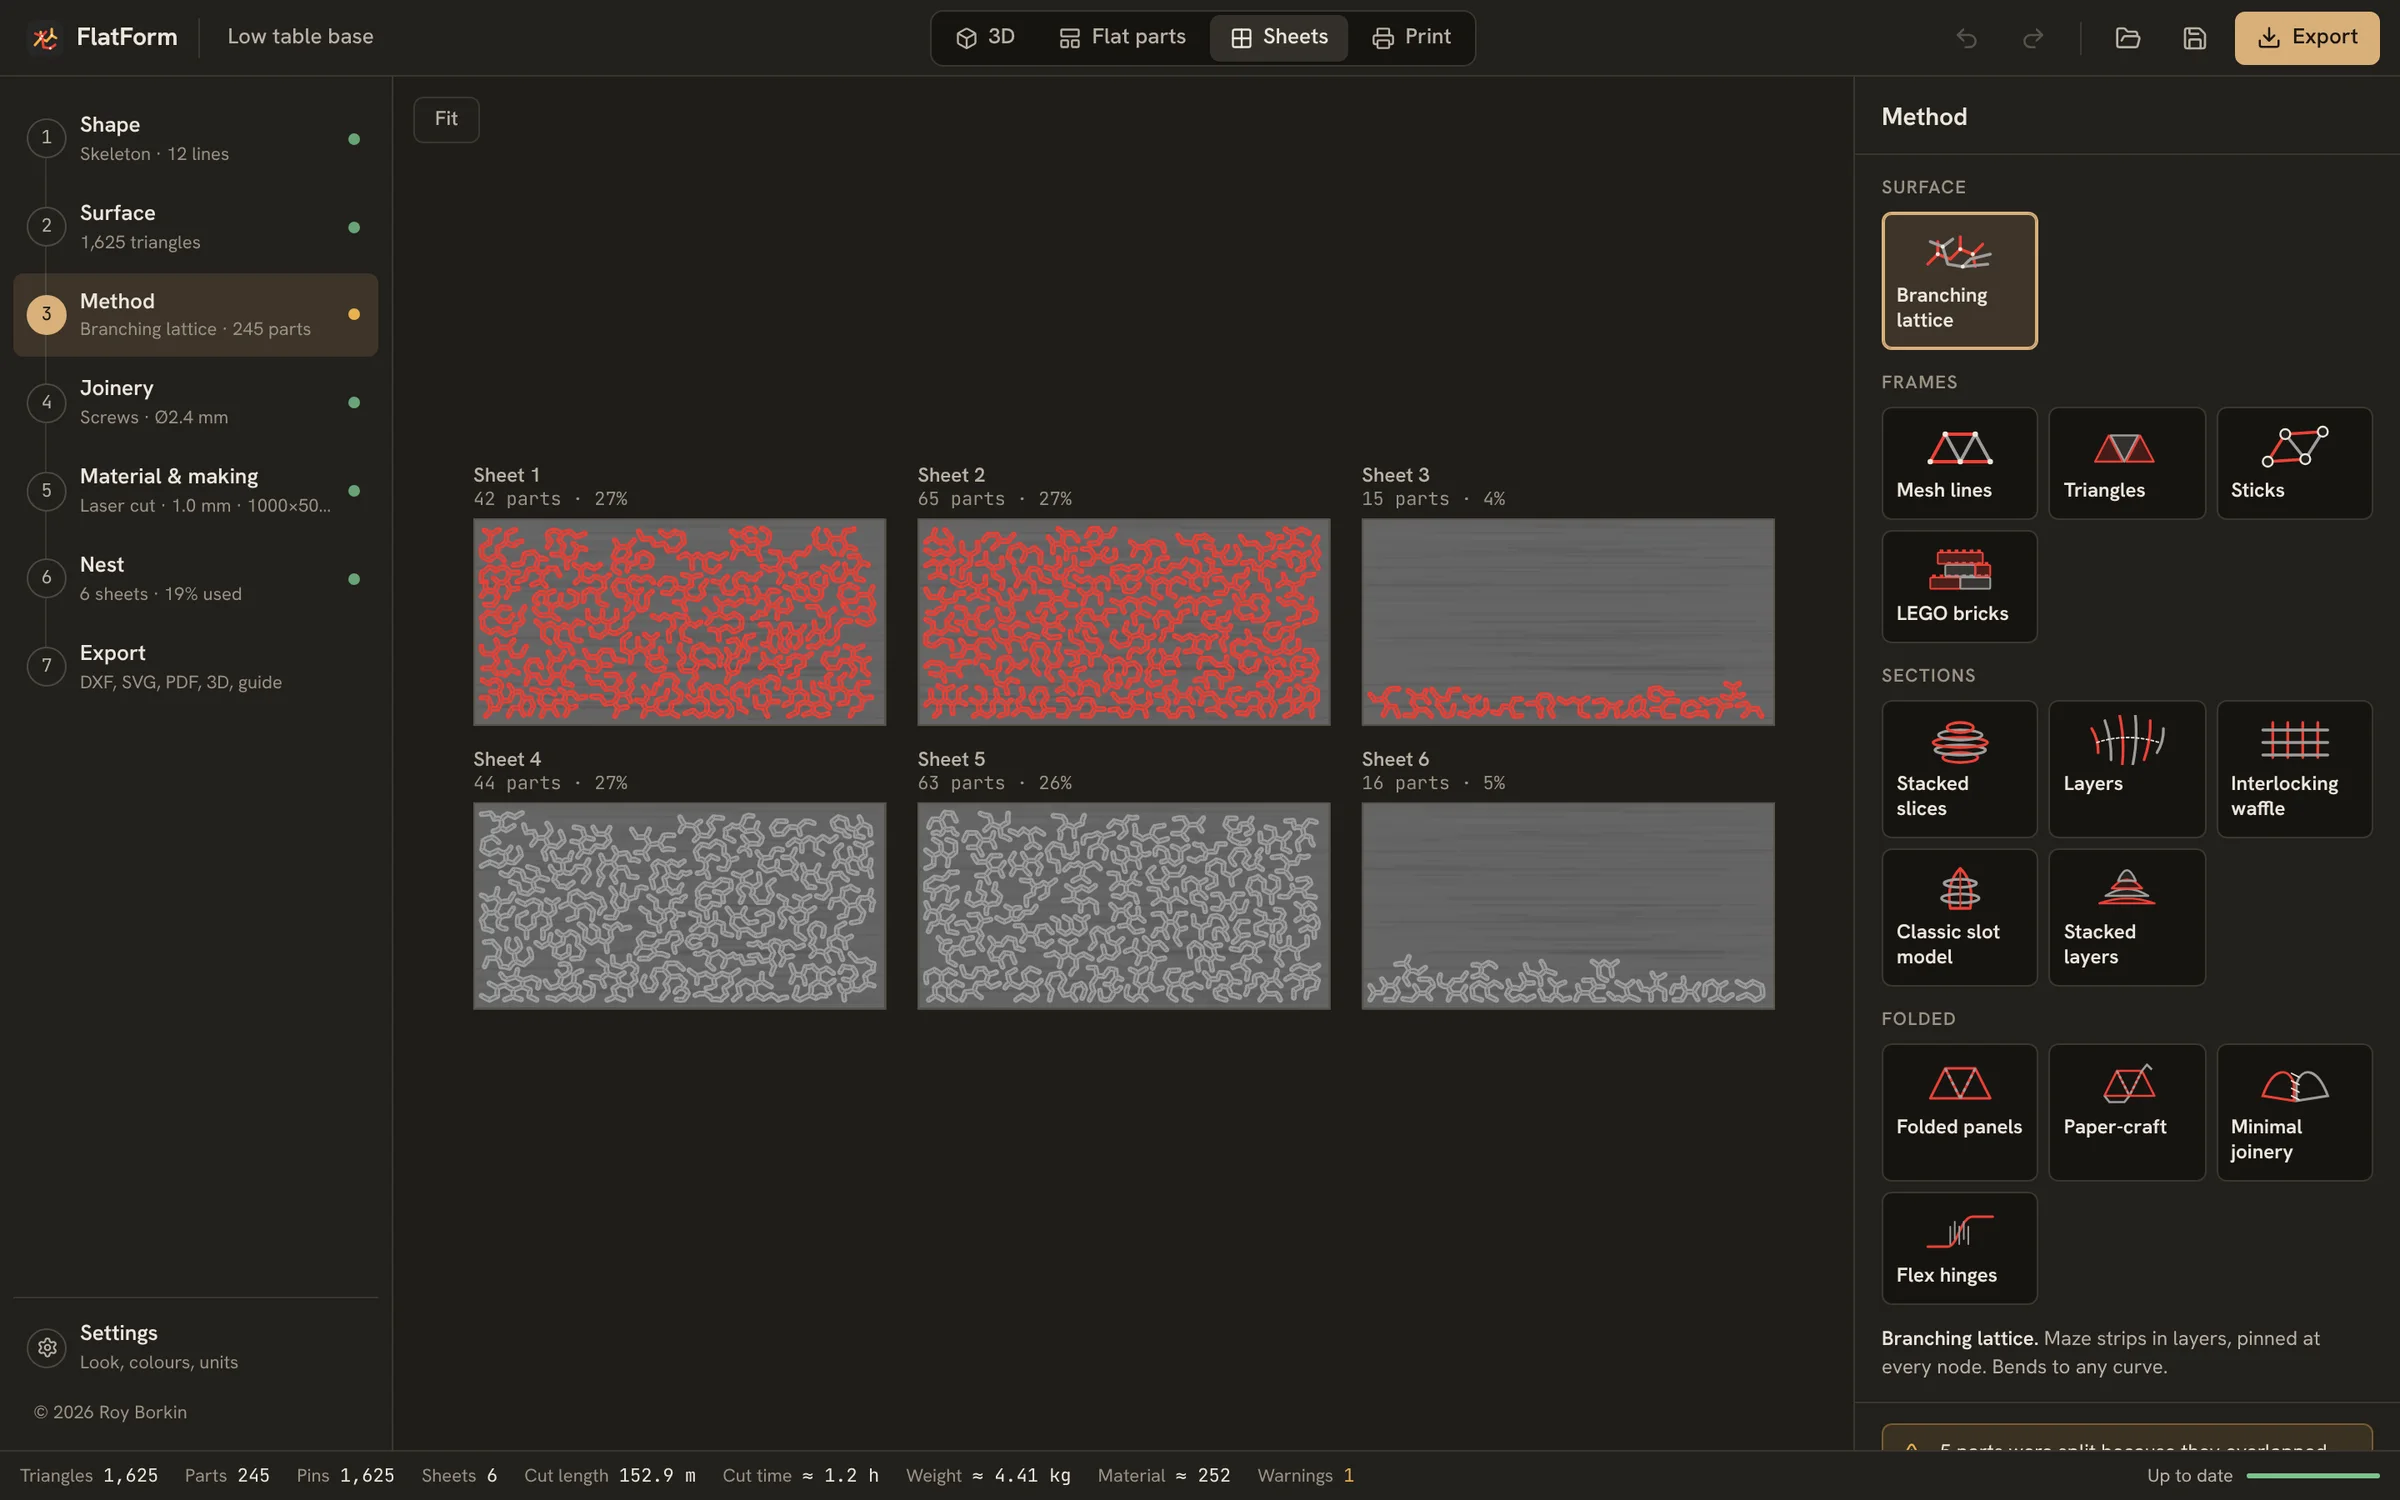 FlatForm
Low table base
3D
Flat parts
Sheets
Print
Export
1
Shape
Skeleton · 12 lines
2
Surface
1,625 triangles
3
Method
Branching lattice · 245 parts
4
Joinery
Screws · Ø2.4 mm
5
Material & making
Laser cut · 1.0 mm · 1000×50...
6
Nest
6 sheets · 19% used
7
Export
DXF, SVG, PDF, 3D, guide
Settings
Look, colours, units
© 2026 Roy Borkin
Fit
Sheet 1
42 parts · 27%
Sheet 2
65 parts · 27%
Sheet 3
15 parts · 4%
Sheet 4
44 parts · 27%
Sheet 5
63 parts · 26%
Sheet 6
16 parts · 5%
Method
SURFACE
Branching
lattice
FRAMES
Mesh lines
Triangles
Sticks
LEGO bricks
SECTIONS
Stacked
slices
Layers
Interlocking
waffle
Classic slot
model
Stacked
layers
FOLDED
Folded panels
Paper-craft
Minimal
joinery
Flex hinges
Branching lattice. Maze strips in layers, pinned at
every node. Bends to any curve.
5 parts were split because they overlapped
Triangles 1,625
Parts 245
Pins 1,625
Sheets 6
Cut length 152.9 m
Cut time ≈ 1.2 h
Weight ≈ 4.41 kg
Material ≈ 252
Warnings 1
Up to date